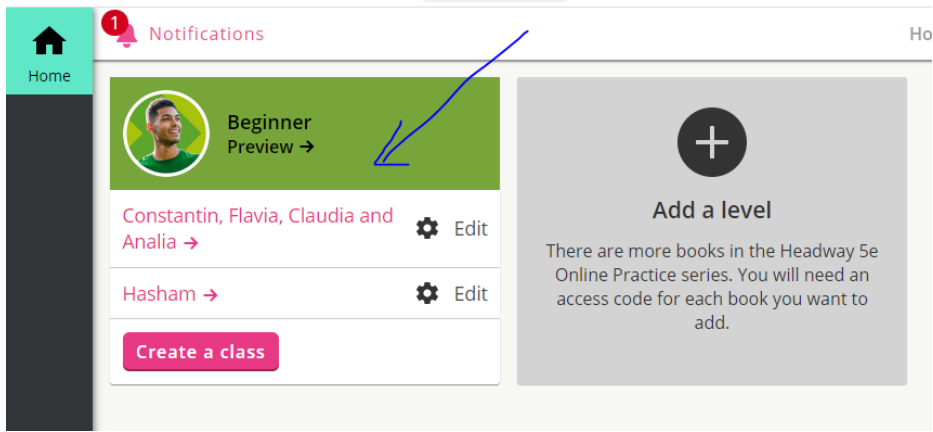 1
Notifications
Ho
Home
Beginner
Preview →
Constantin, Flavia, Claudia and
Analia →
Edit
Hasham →
Edit
Create a class
Add a level
There are more books in the Headway 5e
Online Practice series. You will need an
access code for each book you want to
add.